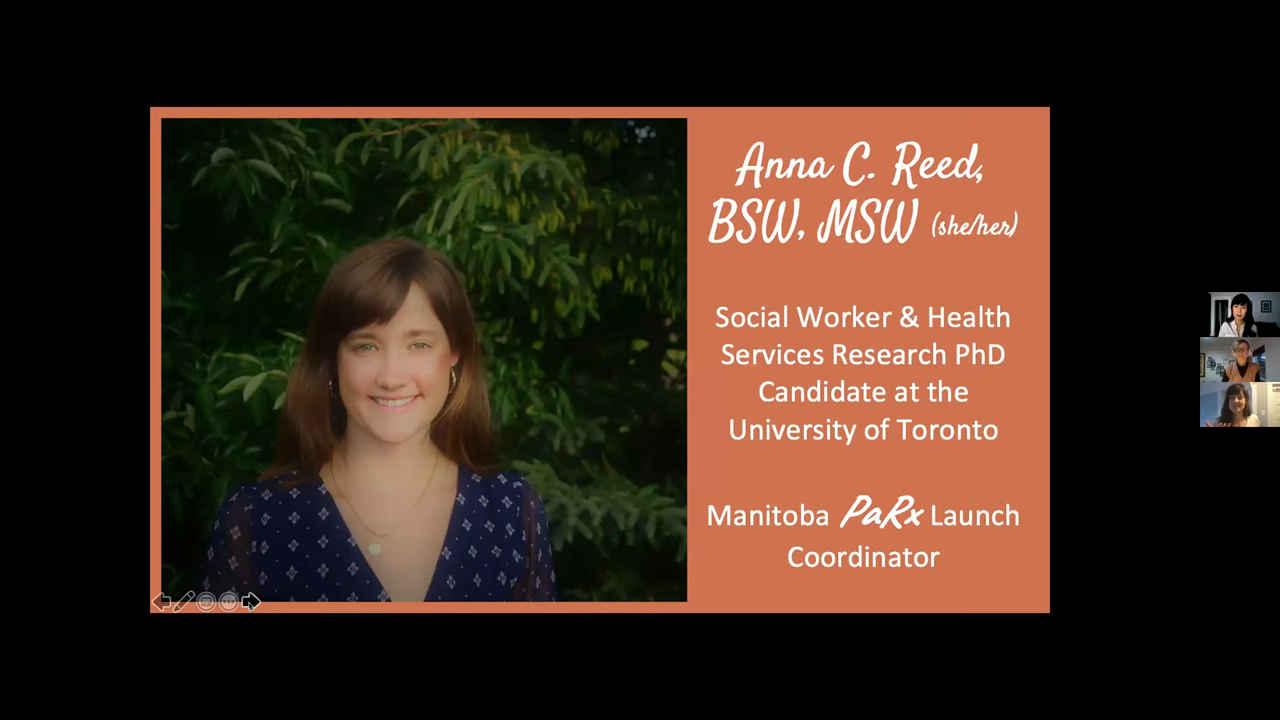 Anna C. Reed,
BSW, MSW (she/her)
Social Worker & Health
Services Research PhD
Candidate at the
University of Toronto
Manitoba PaRx Launch
Coordinator